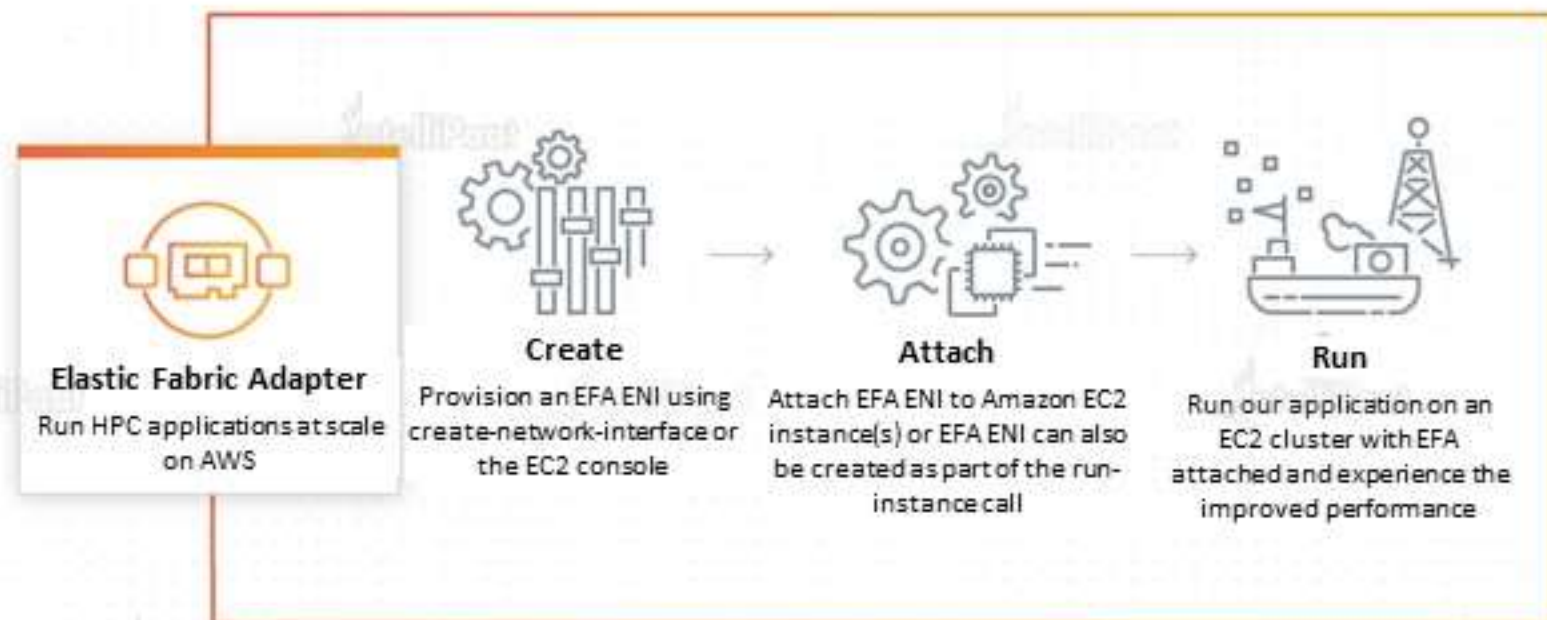 Elastic Fabric Adapter
Run HPC applications at scale
on AWS
Create
Provision an EFA ENI using
create-network-interface or
the EC2 console
Attach
Attach EFA ENI to Amazon EC2
instance(s) or EFA ENI can also
be created as part of the run-
instance call
Run
Run our application on an
EC2 cluster with EFA
attached and experience the
improved performance